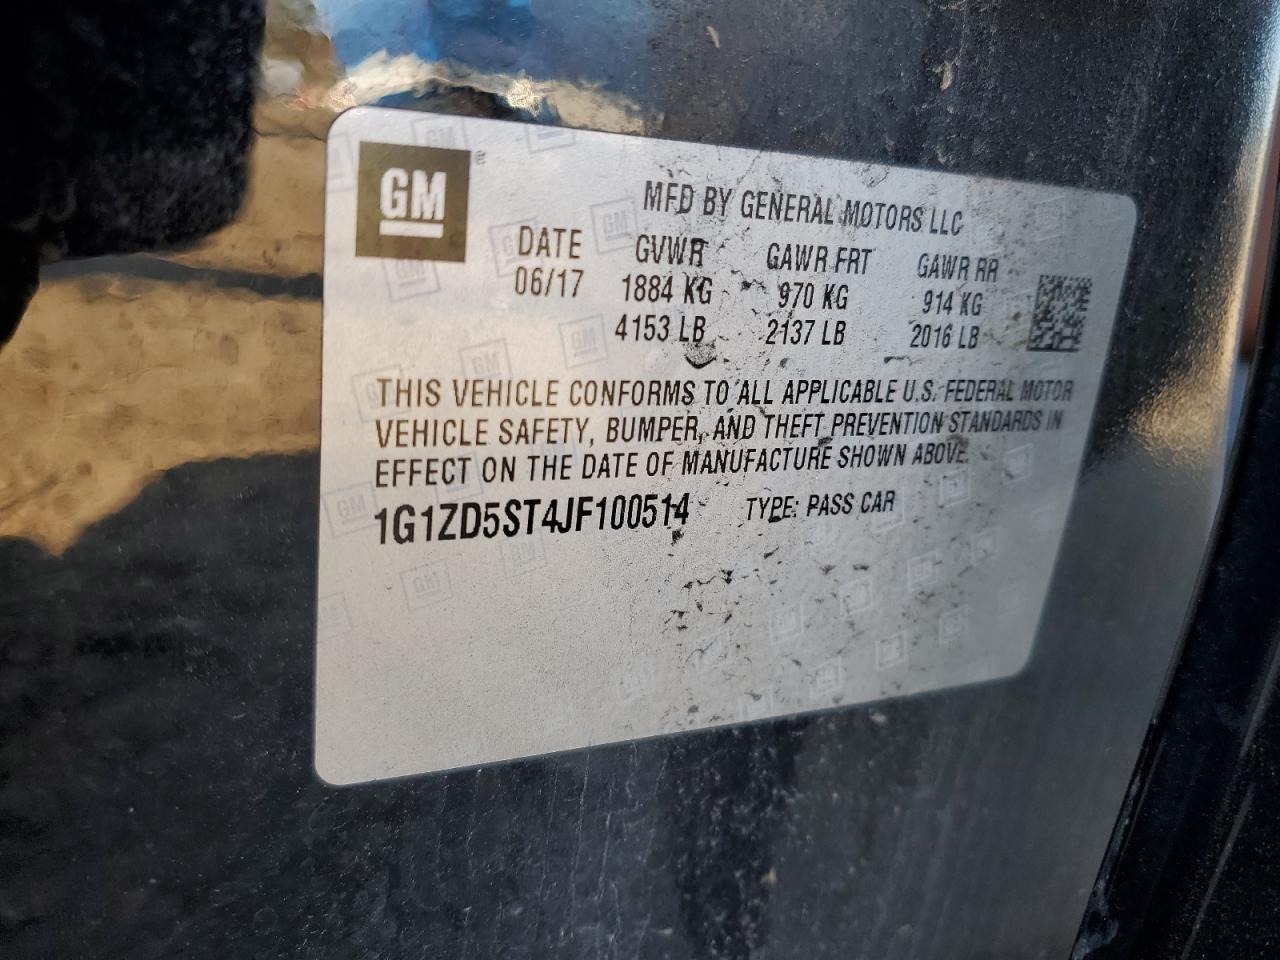 GM
MFD BY GENERAL MOTORS LLC
DATE GVWR GAWR FRT GAWR RR
06/17 1884 KG 970 KG 914 KG
4153 LB 2137 LB 2016 LB
THIS VEHICLE CONFORMS TO ALL APPLICABLE U.S. FEDERAL MOTOR
VEHICLE SAFETY, BUMPER, AND THEFT PREVENTION STANDARDS IN
EFFECT ON THE DATE OF MANUFACTURE SHOWN ABOVE.
1G1ZD5ST4JF100514 TYPE: PASS CAR